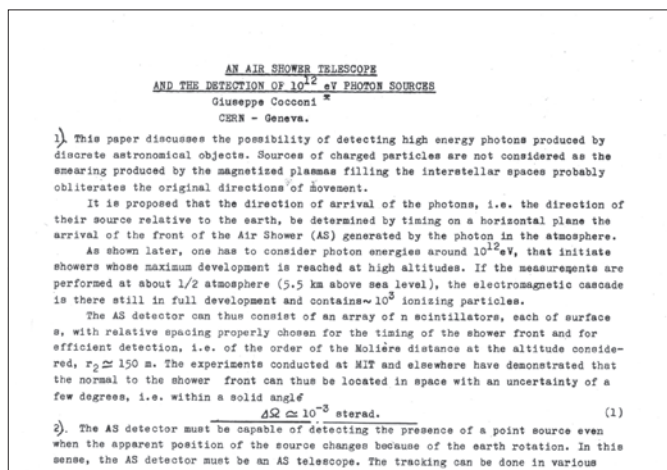 AN AIR SHOWER TELESCOPE
AND THE DETECTION OF 10¹² eV PHOTON SOURCES
Giuseppe Cocconi *
CERN - Geneva.
1). This paper discusses the possibility of detecting high energy photons produced by
discrete astronomical objects. Sources of charged particles are not considered as the
smearing produced by the magnetized plasmas filling the interstellar spaces probably
obliterates the original directions of movement.
It is proposed that the direction of arrival of the photons, i.e. the direction of
their source relative to the earth, be determined by timing on a horizontal plane the
arrival of the front of the Air Shower (AS) generated by the photon in the atmosphere.
As shown later, one has to consider photon energies around 10¹²eV, that initiate
showers whose maximum development is reached at high altitudes. If the measurements are
performed at about 1/2 atmosphere (5.5 km above sea level), the electromagnetic cascade
is there still in full development and contains~ 10³ ionizing particles.
The AS detector can thus consist of an array of n scintillators, each of surface
s, with relative spacing properly chosen for the timing of the shower front and for
efficient detection, i.e. of the order of the Molière distance at the altitude conside-
red, r₂ ≃ 150 m. The experiments conducted at MIT and elsewhere have demonstrated that
the normal to the shower front can thus be located in space with an uncertainty of a
few degrees, i.e. within a solid angle
ΔΩ ≃ 10⁻³ sterad. (1)
2). The AS detector must be capable of detecting the presence of a point source even
when the apparent position of the source changes because of the earth rotation. In this
sense, the AS detector must be an AS telescope. The tracking can be done in various